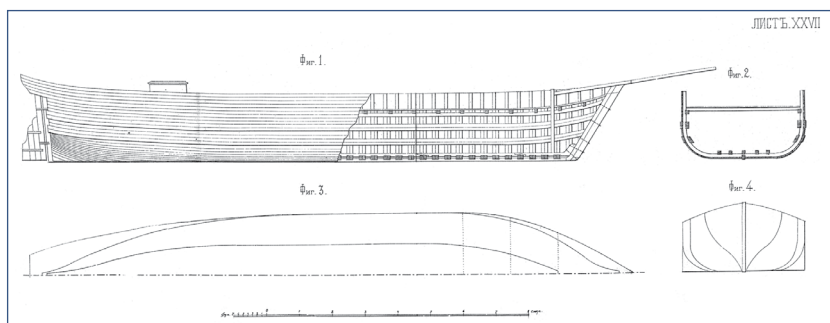 ЛИСТЪ. XXVII
Фиг. 1.
Фиг. 2.
Фиг. 3.
Фиг. 4.